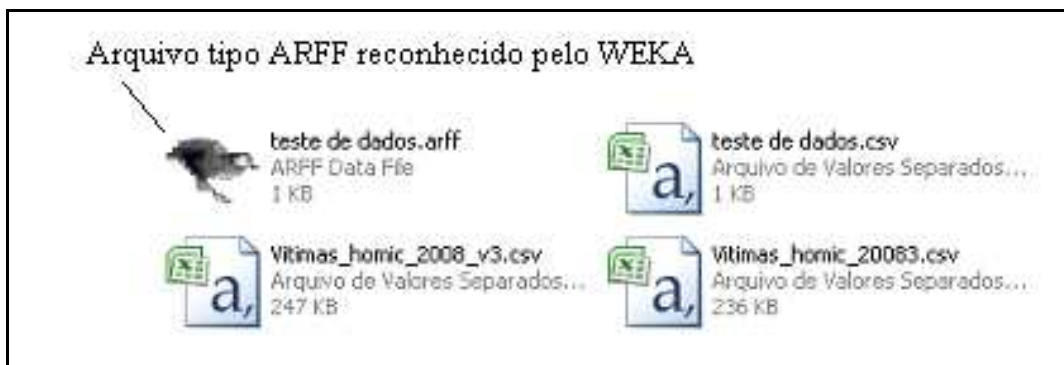 Arquivo tipo ARFF reconhecido pelo WEKA
teste de dados.arff
ARFF Data File
1 KB
teste de dados.csv
Arquivo de Valores Separados...
1 KB
Vitimas_homic_2008_v3.csv
Arquivo de Valores Separados...
247 KB
Vitimas_homic_20083.csv
Arquivo de Valores Separados...
236 KB